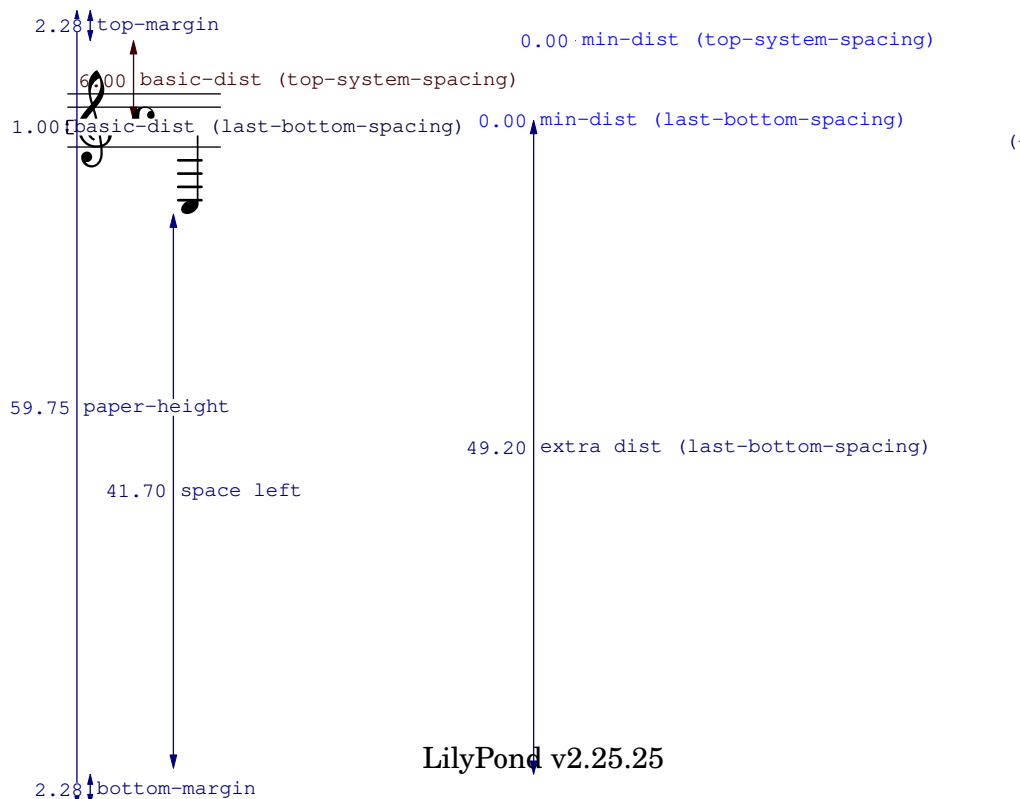 2.28 top-margin
0.00 min-dist (top-system-spacing)
6.00 basic-dist (top-system-spacing)
1.00 basic-dist (last-bottom-spacing)
0.00 min-dist (last-bottom-spacing)
(
59.75 paper-height
49.20 extra dist (last-bottom-spacing)
41.70 space left
LilyPond v2.25.25
2.28 bottom-margin